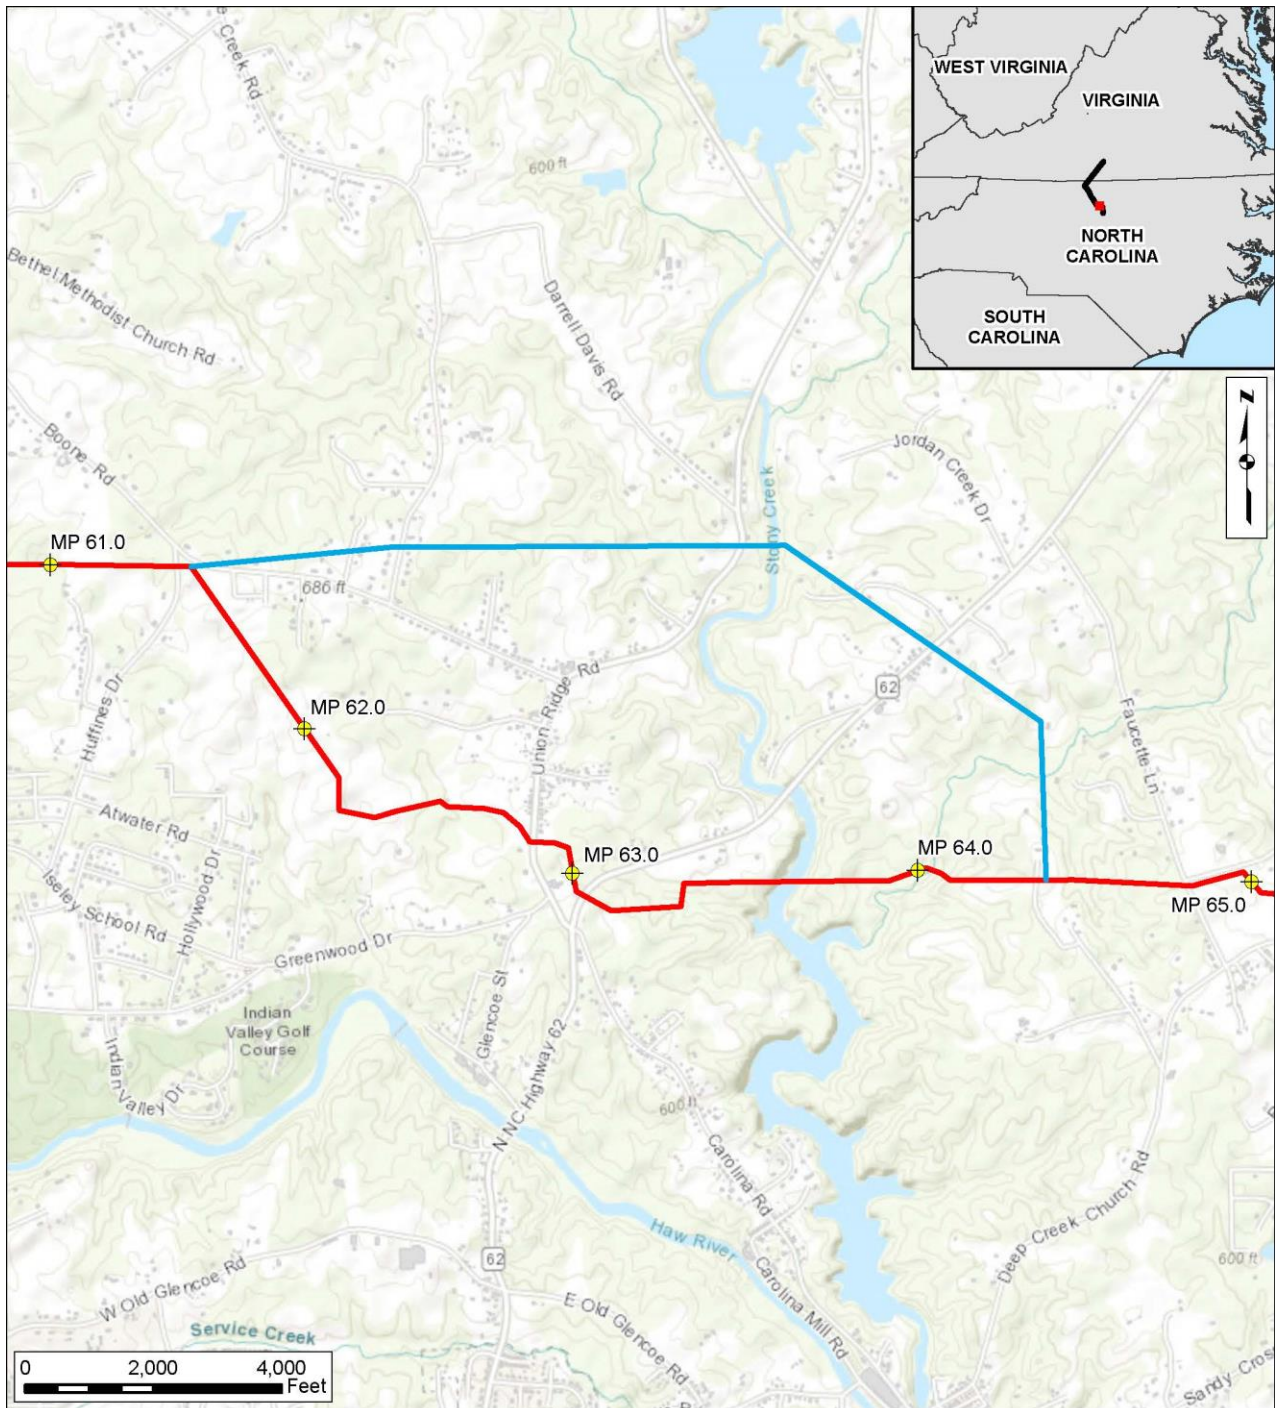 Creek Rd
WEST VIRGINIA
VIRGINIA
600 ft
NORTH
CAROLINA
SOUTH
CAROLINA
Bethel Methodist Church Rd
Darrell Davis Rd
N
Boone Rd
Jordan Creek Dr
Stony Creek
MP 61.0
686 ft
Huffines Dr
MP 62.0
Union Ridge Rd
62
Faucette Ln
Atwater Rd
MP 63.0
MP 64.0
Iseley School Rd
Hollywood Dr
MP 65.0
Greenwood Dr
Indian
Valley Golf
Course
Glencoe St
Indian Valley Dr
N NC Highway 62
600 ft
Carolina Rd
Deep Creek Church Rd
Haw River
62
600 ft
W Old Glencoe Rd
Carolina Mill Rd
E Old Glencoe Rd
Service Creek
Sandy Cross
0 2,000 4,000
Feet